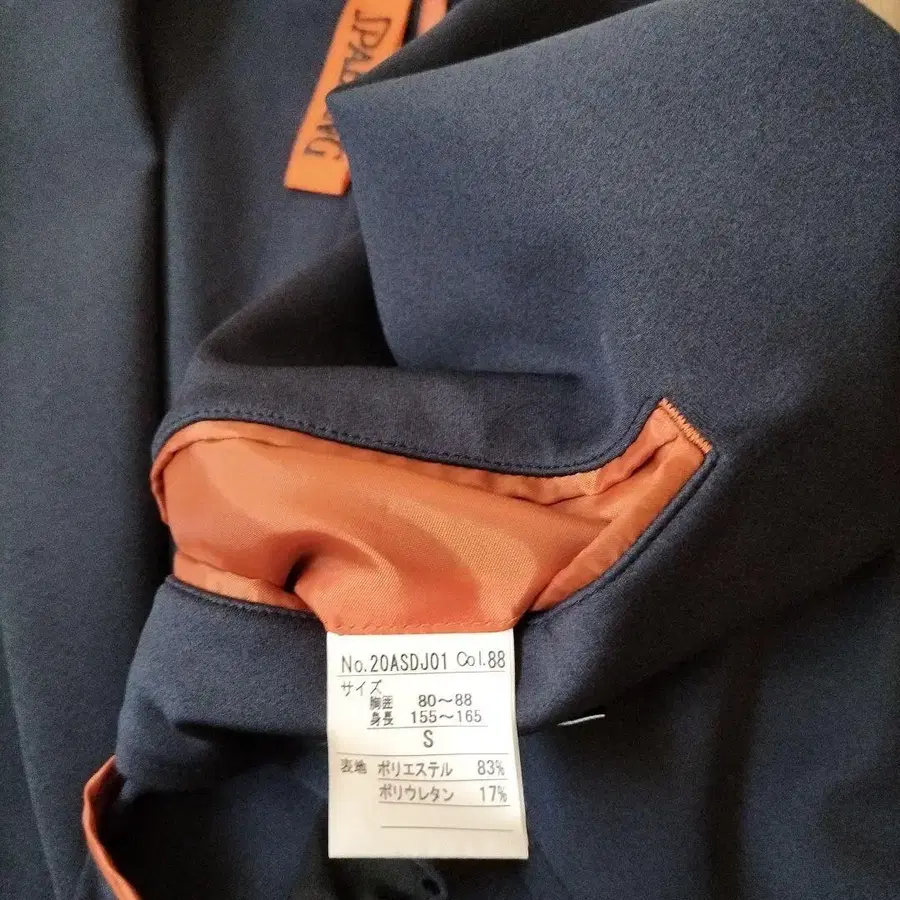 No.20ASDJ01 Col.88
サイズ
胸囲 80～88
身長 155～165
S
表地 ポリエステル 83%
ポリウレタン 17%